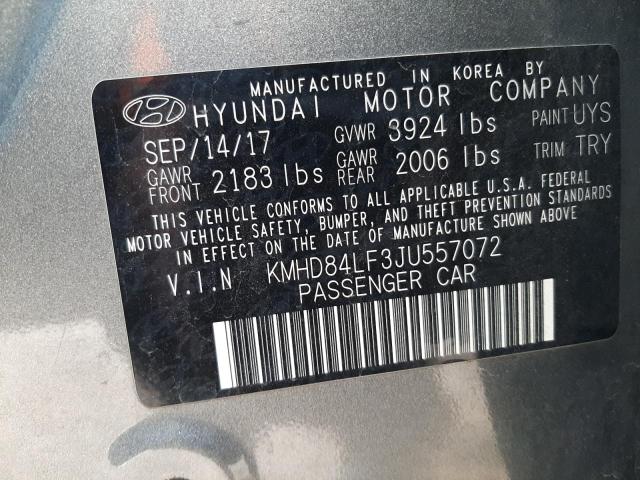 MANUFACTURED IN KOREA BY
HYUNDAI MOTOR COMPANY
SEP/14/17 GVWR 3924 lbs PAINT UYS
GAWR FRONT 2183 lbs GAWR REAR 2006 lbs TRIM TRY
THIS VEHICLE CONFORMS TO ALL APPLICABLE U.S.A. FEDERAL
MOTOR VEHICLE SAFETY, BUMPER, AND THEFT PREVENTION STANDARDS
IN EFFECT ON THE DATE OF MANUFACTURE SHOWN ABOVE
V.I.N KMHD84LF3JU557072
PASSENGER CAR